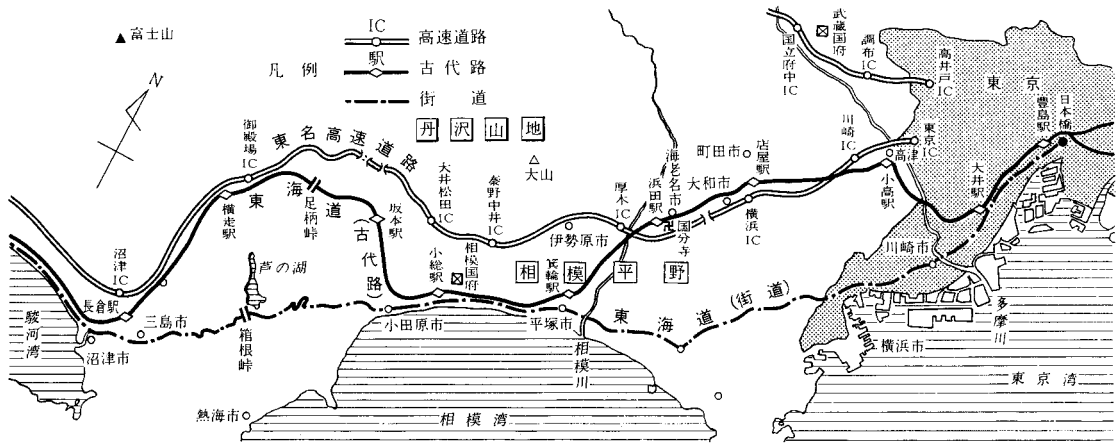 富士山
N
凡例
IC
高速道路
駅
古代路
街道
丹沢山地
大山
武蔵国府
国立府中IC
調布IC
高井戸IC
東京
豊島駅
日本橋
東京IC
川崎IC
高津
小高駅
大井駅
川崎市
多摩川
東京湾
横浜市
町田市
店屋駅
大和市
横浜IC
海老名市
浜田駅
国分寺
厚木IC
伊勢原市
秦野中井IC
大井松田IC
東名高速道路
御殿場IC
横走駅
東海道(古代路)
足柄峠
坂本駅
小総駅
相模国府
箕輪駅
相模平野
東海道(街道)
平塚市
相模川
小田原市
相模湾
熱海市
芦の湖
箱根峠
三島市
沼津市
長倉駅
沼津IC
駿河湾